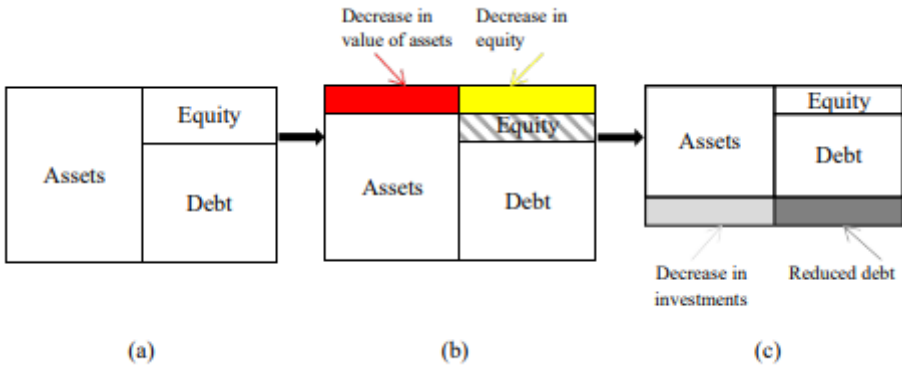 Decrease in
value of assets
Decrease in
equity
Equity
Assets
Debt
Equity
Assets
Debt
Equity
Assets
Debt
Decrease in
investments
Reduced debt
(a)
(b)
(c)